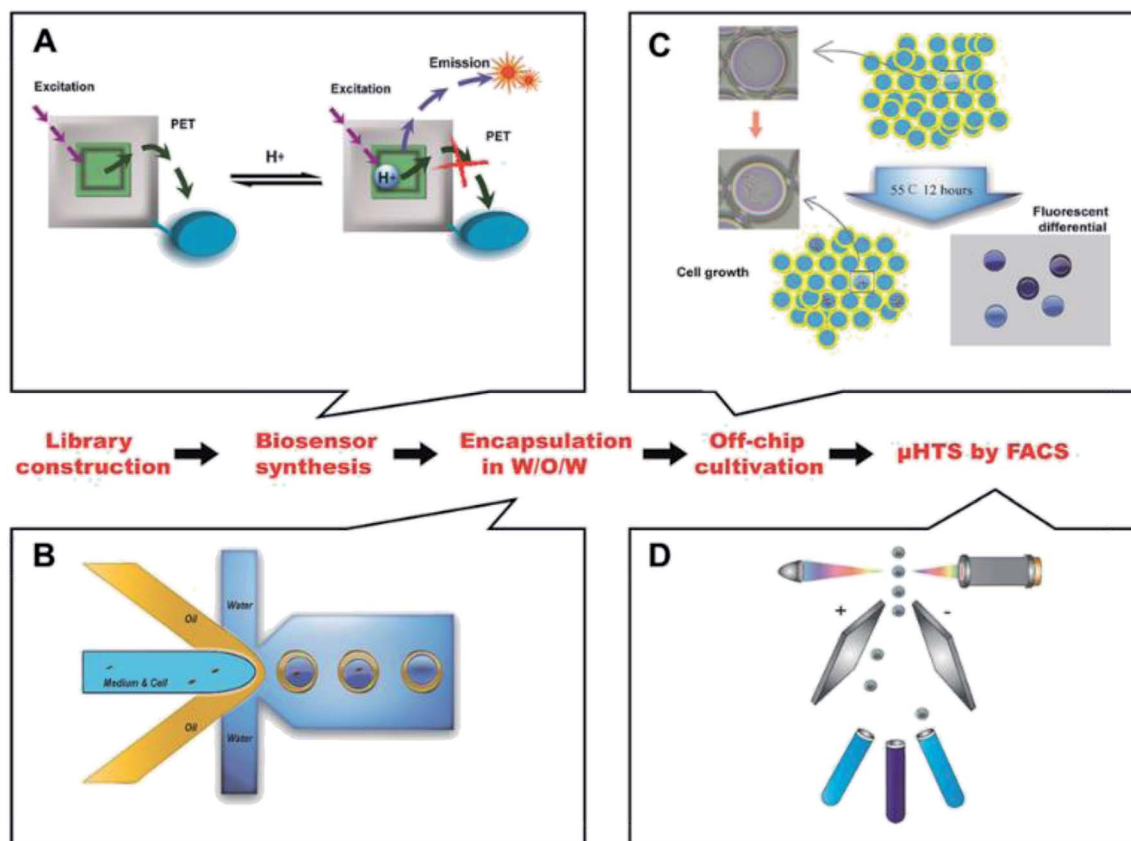 A
Excitation
PET
H+
Excitation
Emission
PET
H+
C
55 C 12 hours
Fluorescent
differential
Cell growth
Library
construction
Biosensor
synthesis
Encapsulation
in W/O/W
Off-chip
cultivation
µHTS by FACS
B
Oil
Water
Medium & Cell
Oil
Water
D
+
-